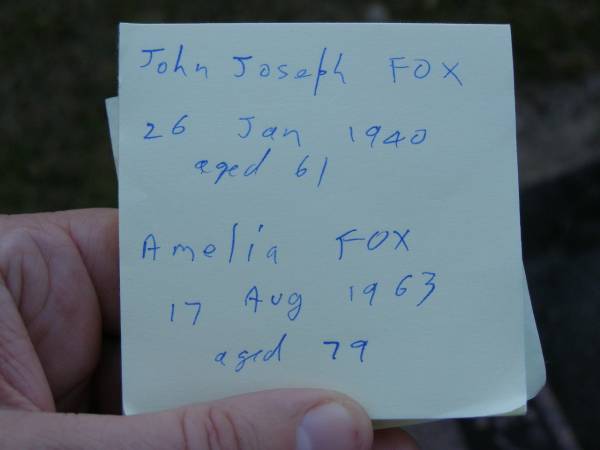 John Joseph FOX
26 Jan 1940
aged 61
Amelia FOX
17 Aug 1963
aged 79